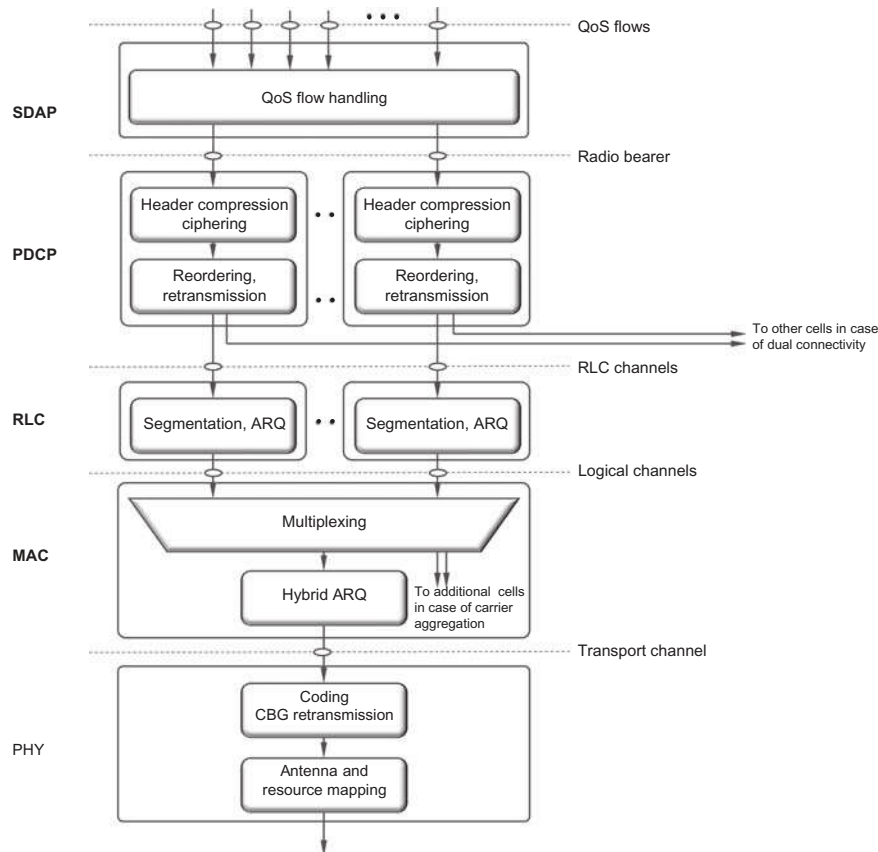 QoS flows
SDAP
QoS flow handling
Radio bearer
PDCP
Header compression
ciphering
Header compression
ciphering
Reordering,
retransmission
Reordering,
retransmission
To other cells in case
of dual connectivity
RLC channels
RLC
Segmentation, ARQ
Segmentation, ARQ
Logical channels
MAC
Multiplexing
Hybrid ARQ
To additional cells
in case of carrier
aggregation
Transport channel
PHY
Coding
CBG retransmission
Antenna and
resource mapping